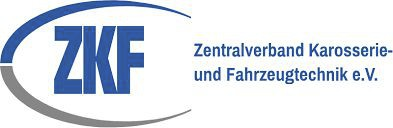 ZKF
Zentralverband Karosserie-
und Fahrzeugtechnik e.V.